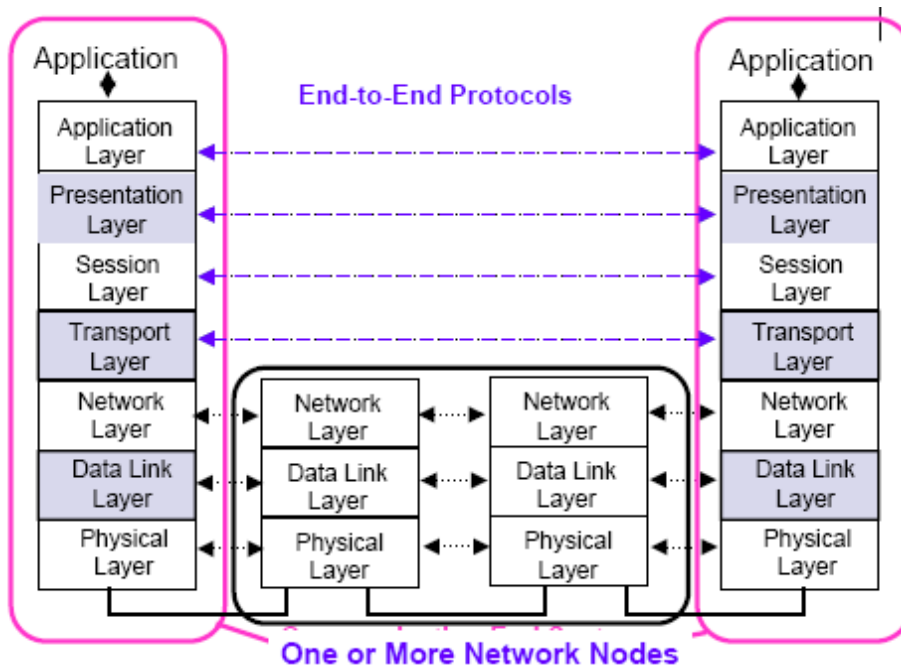 Application
Application
Layer
Presentation
Layer
Session
Layer
Transport
Layer
Network
Layer
Data Link
Layer
Physical
Layer
End-to-End Protocols
Network
Layer
Data Link
Layer
Physical
Layer
Network
Layer
Data Link
Layer
Physical
Layer
Application
Application
Layer
Presentation
Layer
Session
Layer
Transport
Layer
Network
Layer
Data Link
Layer
Physical
Layer
One or More Network Nodes